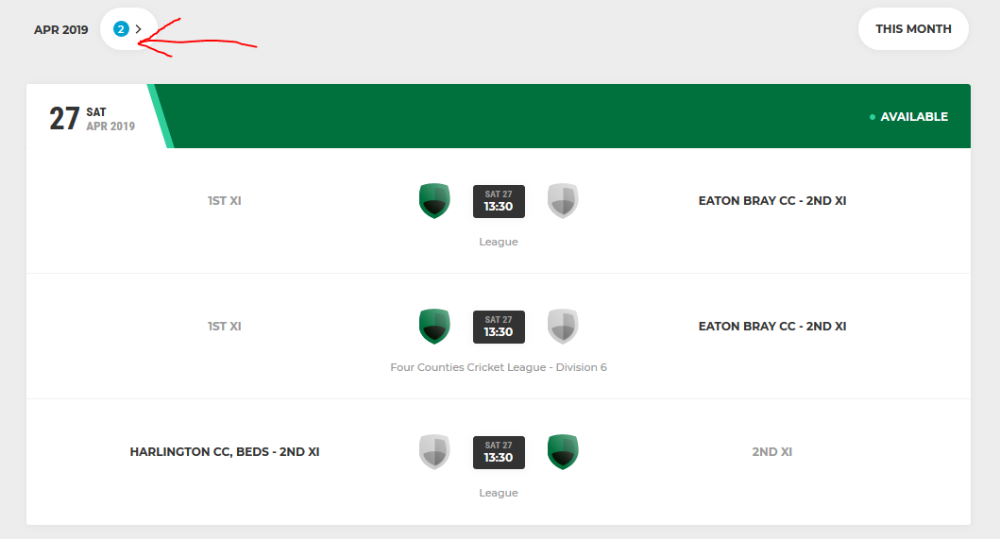 APR 2019
2
THIS MONTH
27
SAT
APR 2019
AVAILABLE
1ST XI
SAT 27
13:30
EATON BRAY CC - 2ND XI
League
1ST XI
SAT 27
13:30
EATON BRAY CC - 2ND XI
Four Counties Cricket League - Division 6
HARLINGTON CC, BEDS - 2ND XI
SAT 27
13:30
2ND XI
League